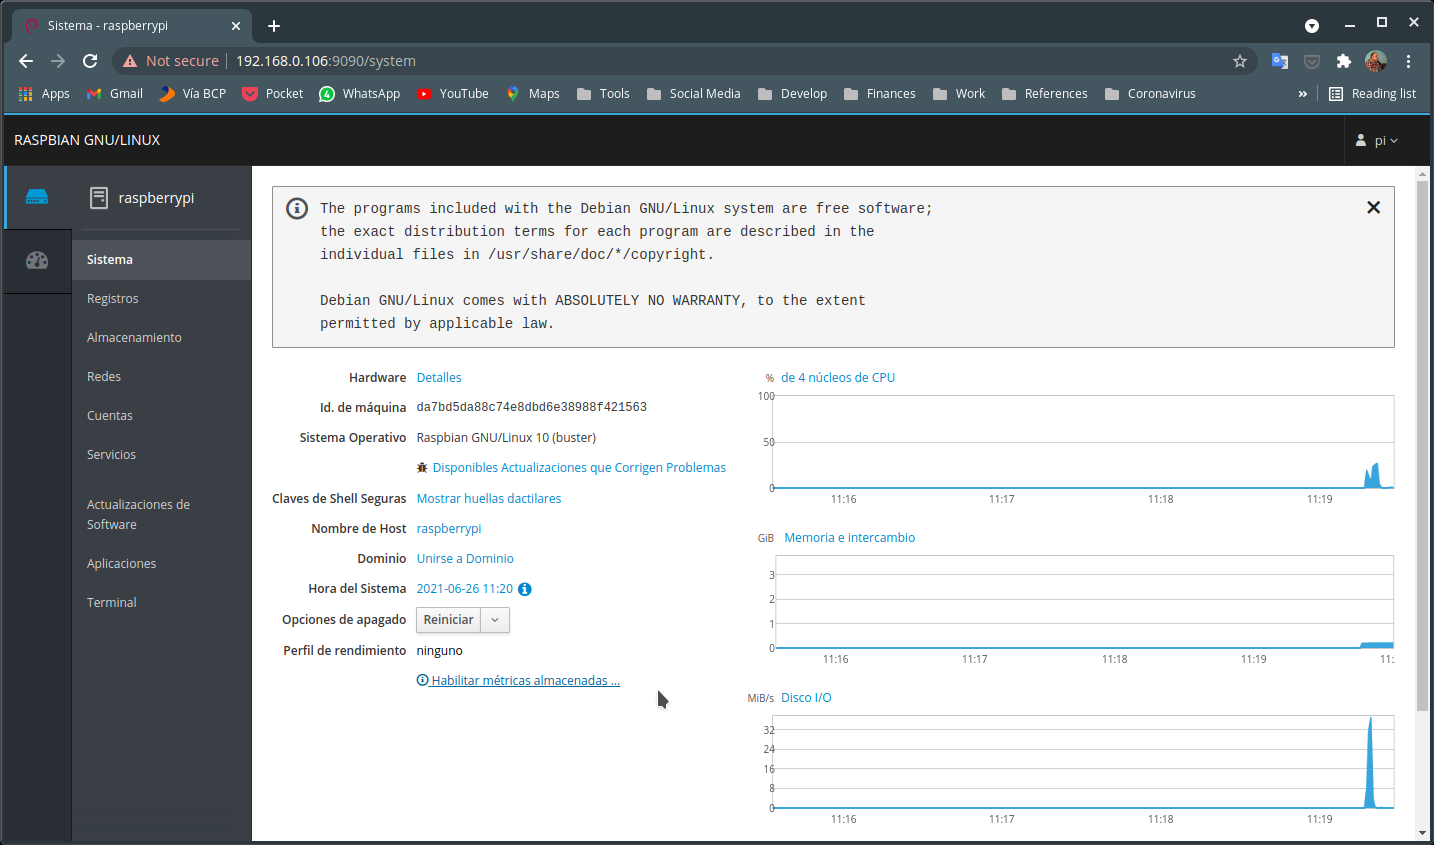 Sistema - raspberrypi
Not secure
192.168.0.106:9090/system
Apps
Gmail
Vía BCP
Pocket
4
WhatsApp
YouTube
Maps
Tools
Social Media
Develop
Finances
Work
References
Coronavirus
»
Reading list
RASPBIAN GNU/LINUX
pi
raspberrypi
Sistema
Registros
Almacenamiento
Redes
Cuentas
Servicios
Actualizaciones de
Software
Aplicaciones
Terminal
The programs included with the Debian GNU/Linux system are free software;
the exact distribution terms for each program are described in the
individual files in /usr/share/doc/*/copyright.
Debian GNU/Linux comes with ABSOLUTELY NO WARRANTY, to the extent
permitted by applicable law.
Hardware Detalles
Id. de máquina da7bd5da88c74e8dbd6e38988f421563
Sistema Operativo Raspbian GNU/Linux 10 (buster)
Disponibles Actualizaciones que Corrigen Problemas
Claves de Shell Seguras Mostrar huellas dactilares
Nombre de Host raspberrypi
Dominio Unirse a Dominio
Hora del Sistema 2021-06-26 11:20
Opciones de apagado Reiniciar
Perfil de rendimiento ninguno
Habilitar métricas almacenadas ...
% de 4 núcleos de CPU
100
50
0
11:16 11:17 11:18 11:19
GiB Memoria e intercambio
3
2
1
0
11:16 11:17 11:18 11:19 11:
MiB/s Disco I/O
32
24
16
8
0
11:16 11:17 11:18 11:19